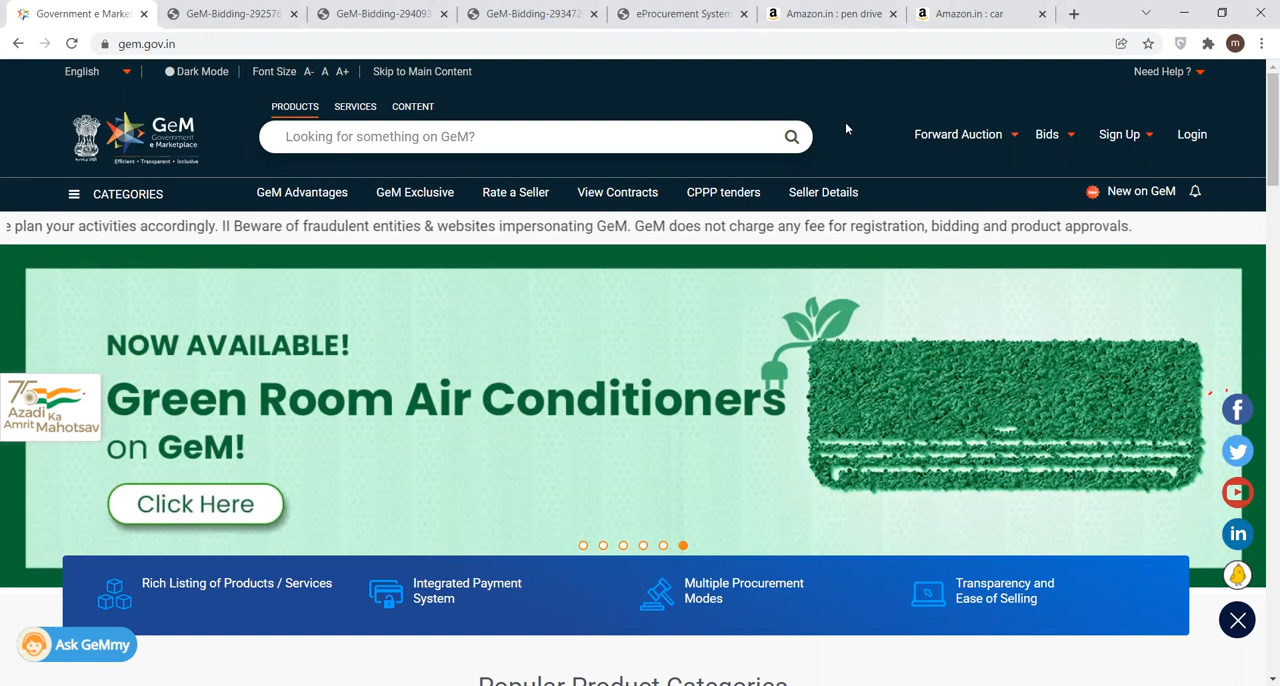 Government e Market
GeM-Bidding-292576
GeM-Bidding-294093
GeM-Bidding-293472
eProcurement System
Amazon.in : pen drive
Amazon.in : car
gem.gov.in
m
English
Dark Mode
Font Size A- A A+
Skip to Main Content
Need Help ?
PRODUCTS SERVICES CONTENT
GeM
Government
e Marketplace
Efficient • Transparent • Inclusive
Looking for something on GeM?
Forward Auction
Bids
Sign Up
Login
CATEGORIES
GeM Advantages
GeM Exclusive
Rate a Seller
View Contracts
CPPP tenders
Seller Details
New on GeM
e plan your activities accordingly. II Beware of fraudulent entities & websites impersonating GeM. GeM does not charge any fee for registration, bidding and product approvals.
NOW AVAILABLE!
Green Room Air Conditioners
on GeM!
Click Here
75
Azadi Ka
Amrit Mahotsav
Rich Listing of Products / Services
Integrated Payment
System
Multiple Procurement
Modes
Transparency and
Ease of Selling
Ask GeMmy
Popular Product Categories